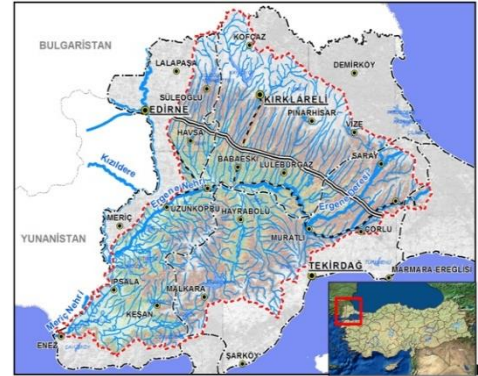 BULGARİSTAN
KOFÇAZ
LALAPAŞA
DEMİRKÖY
SÜLEOĞLU
EDİRNE
KIRKLARELİ
PINARHİSAR
VİZE
HAVSA
BABAESKİ
LÜLEBURGAZ
SARAY
Kızıldere
Ergene Nehri
Ergene Deresi
UZUNKÖPRÜ
HAYRABOLU
MERİÇ
YUNANİSTAN
MURATLI
ÇORLU
TEKİRDAĞ
MARMARA EREĞLİSİ
İPSALA
MALKARA
Meriç Nehri
KEŞAN
ENEZ
ŞARKÖY